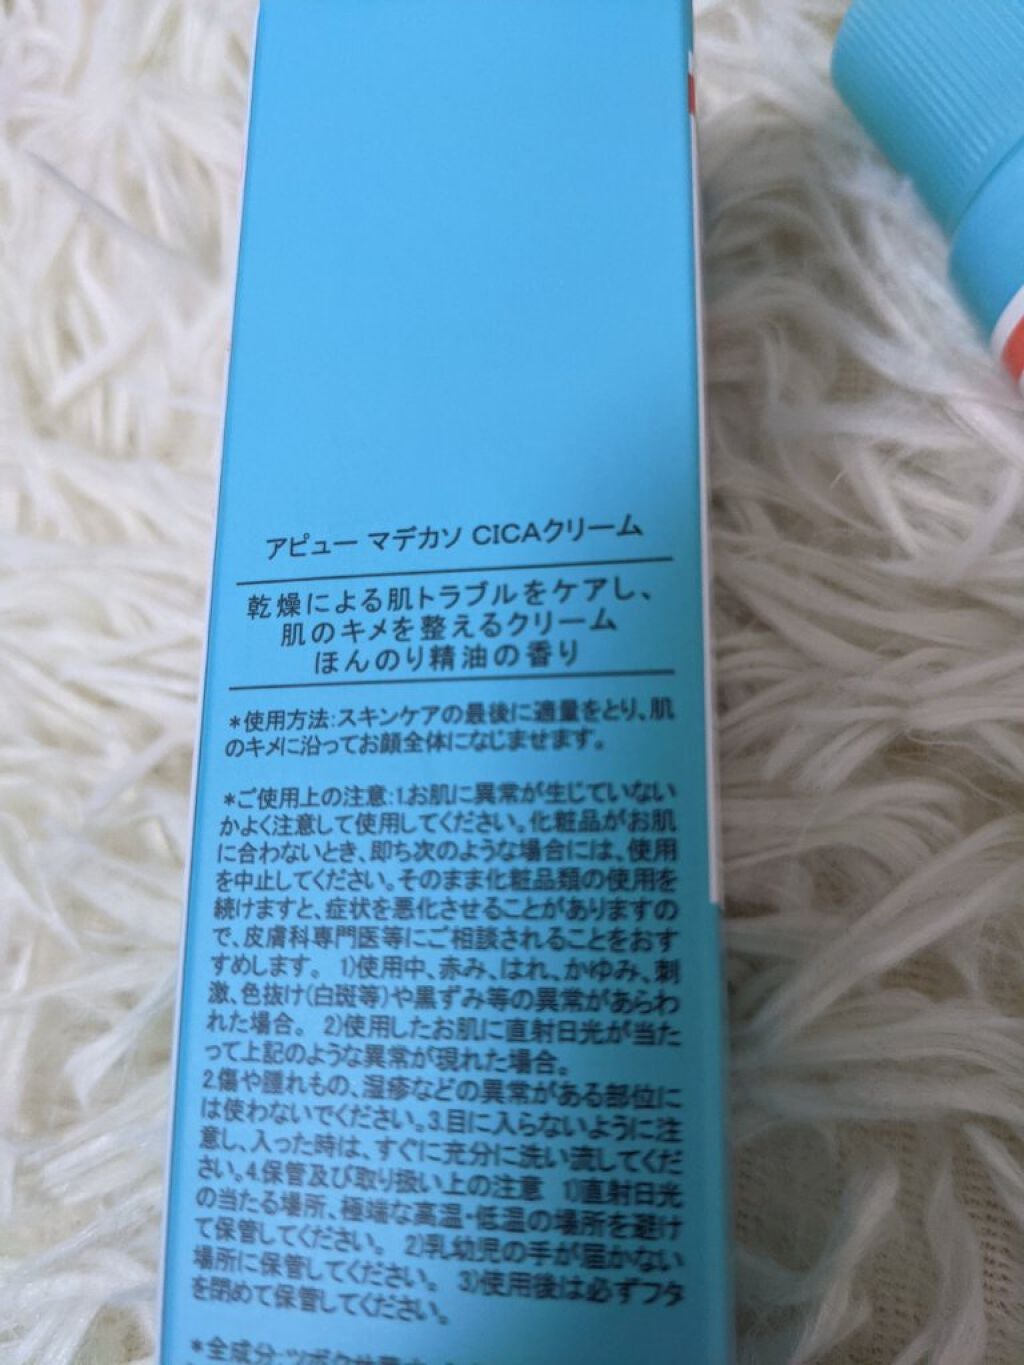 アピュー マデカソ CICAクリーム
乾燥による肌トラブルをケアし、
肌のキメを整えるクリーム
ほんのり精油の香り
*使用方法:スキンケアの最後に適量をとり、肌
のキメに沿ってお顔全体になじませます。
*ご使用上の注意:1.お肌に異常が生じていない
かよく注意して使用してください。化粧品がお肌
に合わないとき、即ち次のような場合には、使用
を中止してください。そのまま化粧品類の使用を
続けますと、症状を悪化させることがありますの
で、皮膚科専門医等にご相談されることをおす
すめします。 1)使用中、赤み、はれ、かゆみ、刺
激、色抜け(白斑等)や黒ずみ等の異常があらわ
れた場合。 2)使用したお肌に直射日光が当た
って上記のような異常が現れた場合。
2.傷や腫れもの、湿疹などの異常がある部位に
は使わないでください。3.目に入らないように注
意し、入った時は、すぐに充分に洗い流してくだ
さい。4.保管及び取り扱い上の注意 1)直射日光
の当たる場所、極端な高温・低温の場所を避け
て保管してください。 2)乳幼児の手が届かない
場所に保管してください。 3)使用後は必ずフタ
を閉めて保管してください。
*全成分:ツボクサ